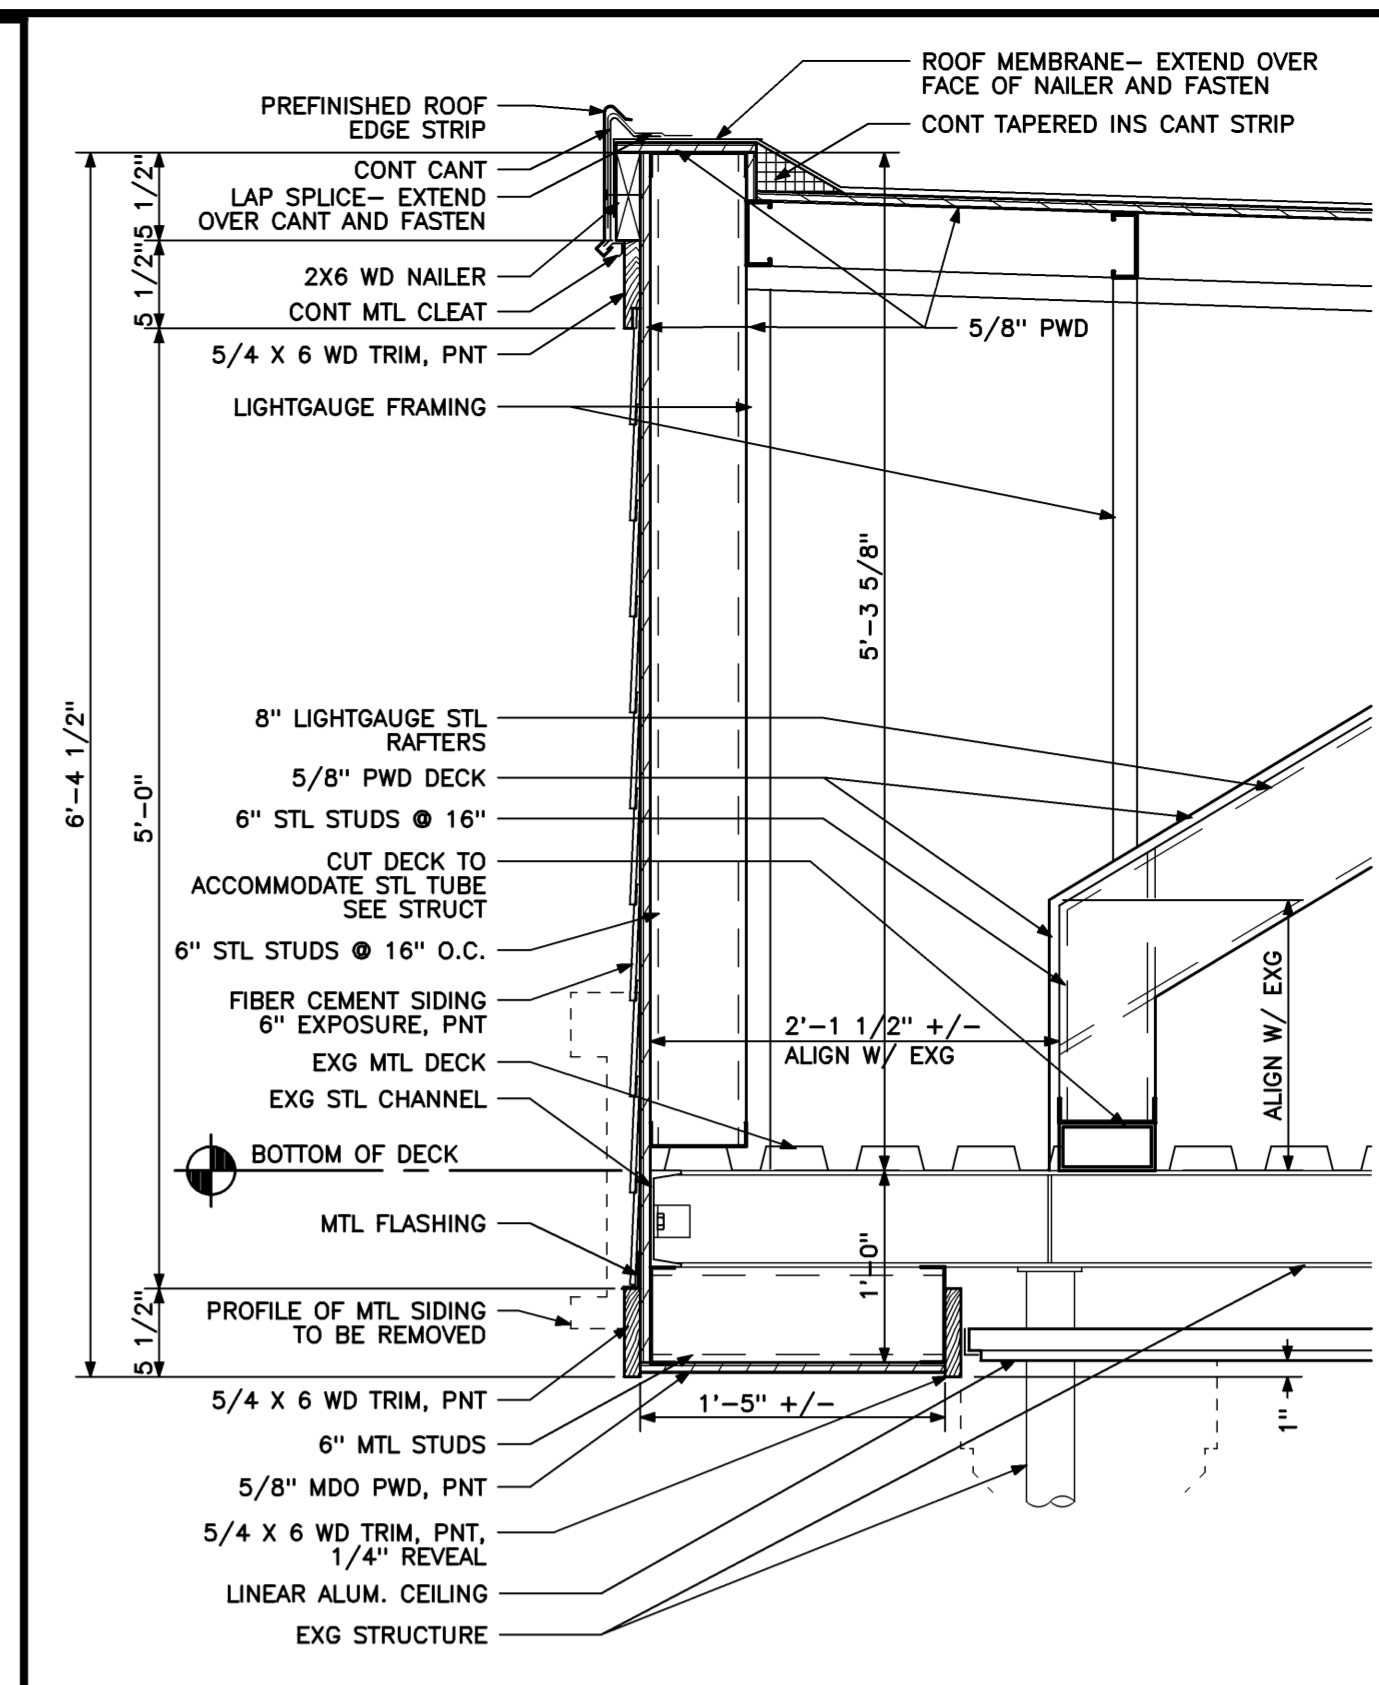 ROOF MEMBRANE- EXTEND OVER
FACE OF NAILER AND FASTEN
CONT TAPERED INS CANT STRIP
PREFINISHED ROOF
EDGE STRIP
CONT CANT
LAP SPLICE- EXTEND
OVER CANT AND FASTEN
2X6 WD NAILER
CONT MTL CLEAT
5/4 X 6 WD TRIM, PNT
LIGHTGAUGE FRAMING
5/8" PWD
5 1/2"
5 1/2"
5'-3 5/8"
6'-4 1/2"
5'-0"
8" LIGHTGAUGE STL
RAFTERS
5/8" PWD DECK
6" STL STUDS @ 16"
CUT DECK TO
ACCOMMODATE STL TUBE
SEE STRUCT
6" STL STUDS @ 16" O.C.
FIBER CEMENT SIDING
6" EXPOSURE, PNT
EXG MTL DECK
EXG STL CHANNEL
2'-1 1/2" +/-
ALIGN W/ EXG
ALIGN W/ EXG
BOTTOM OF DECK
MTL FLASHING
1'-0"
PROFILE OF MTL SIDING
TO BE REMOVED
5 1/2"
5/4 X 6 WD TRIM, PNT
1'-5" +/-
1"
6" MTL STUDS
5/8" MDO PWD, PNT
5/4 X 6 WD TRIM, PNT,
1/4" REVEAL
LINEAR ALUM. CEILING
EXG STRUCTURE